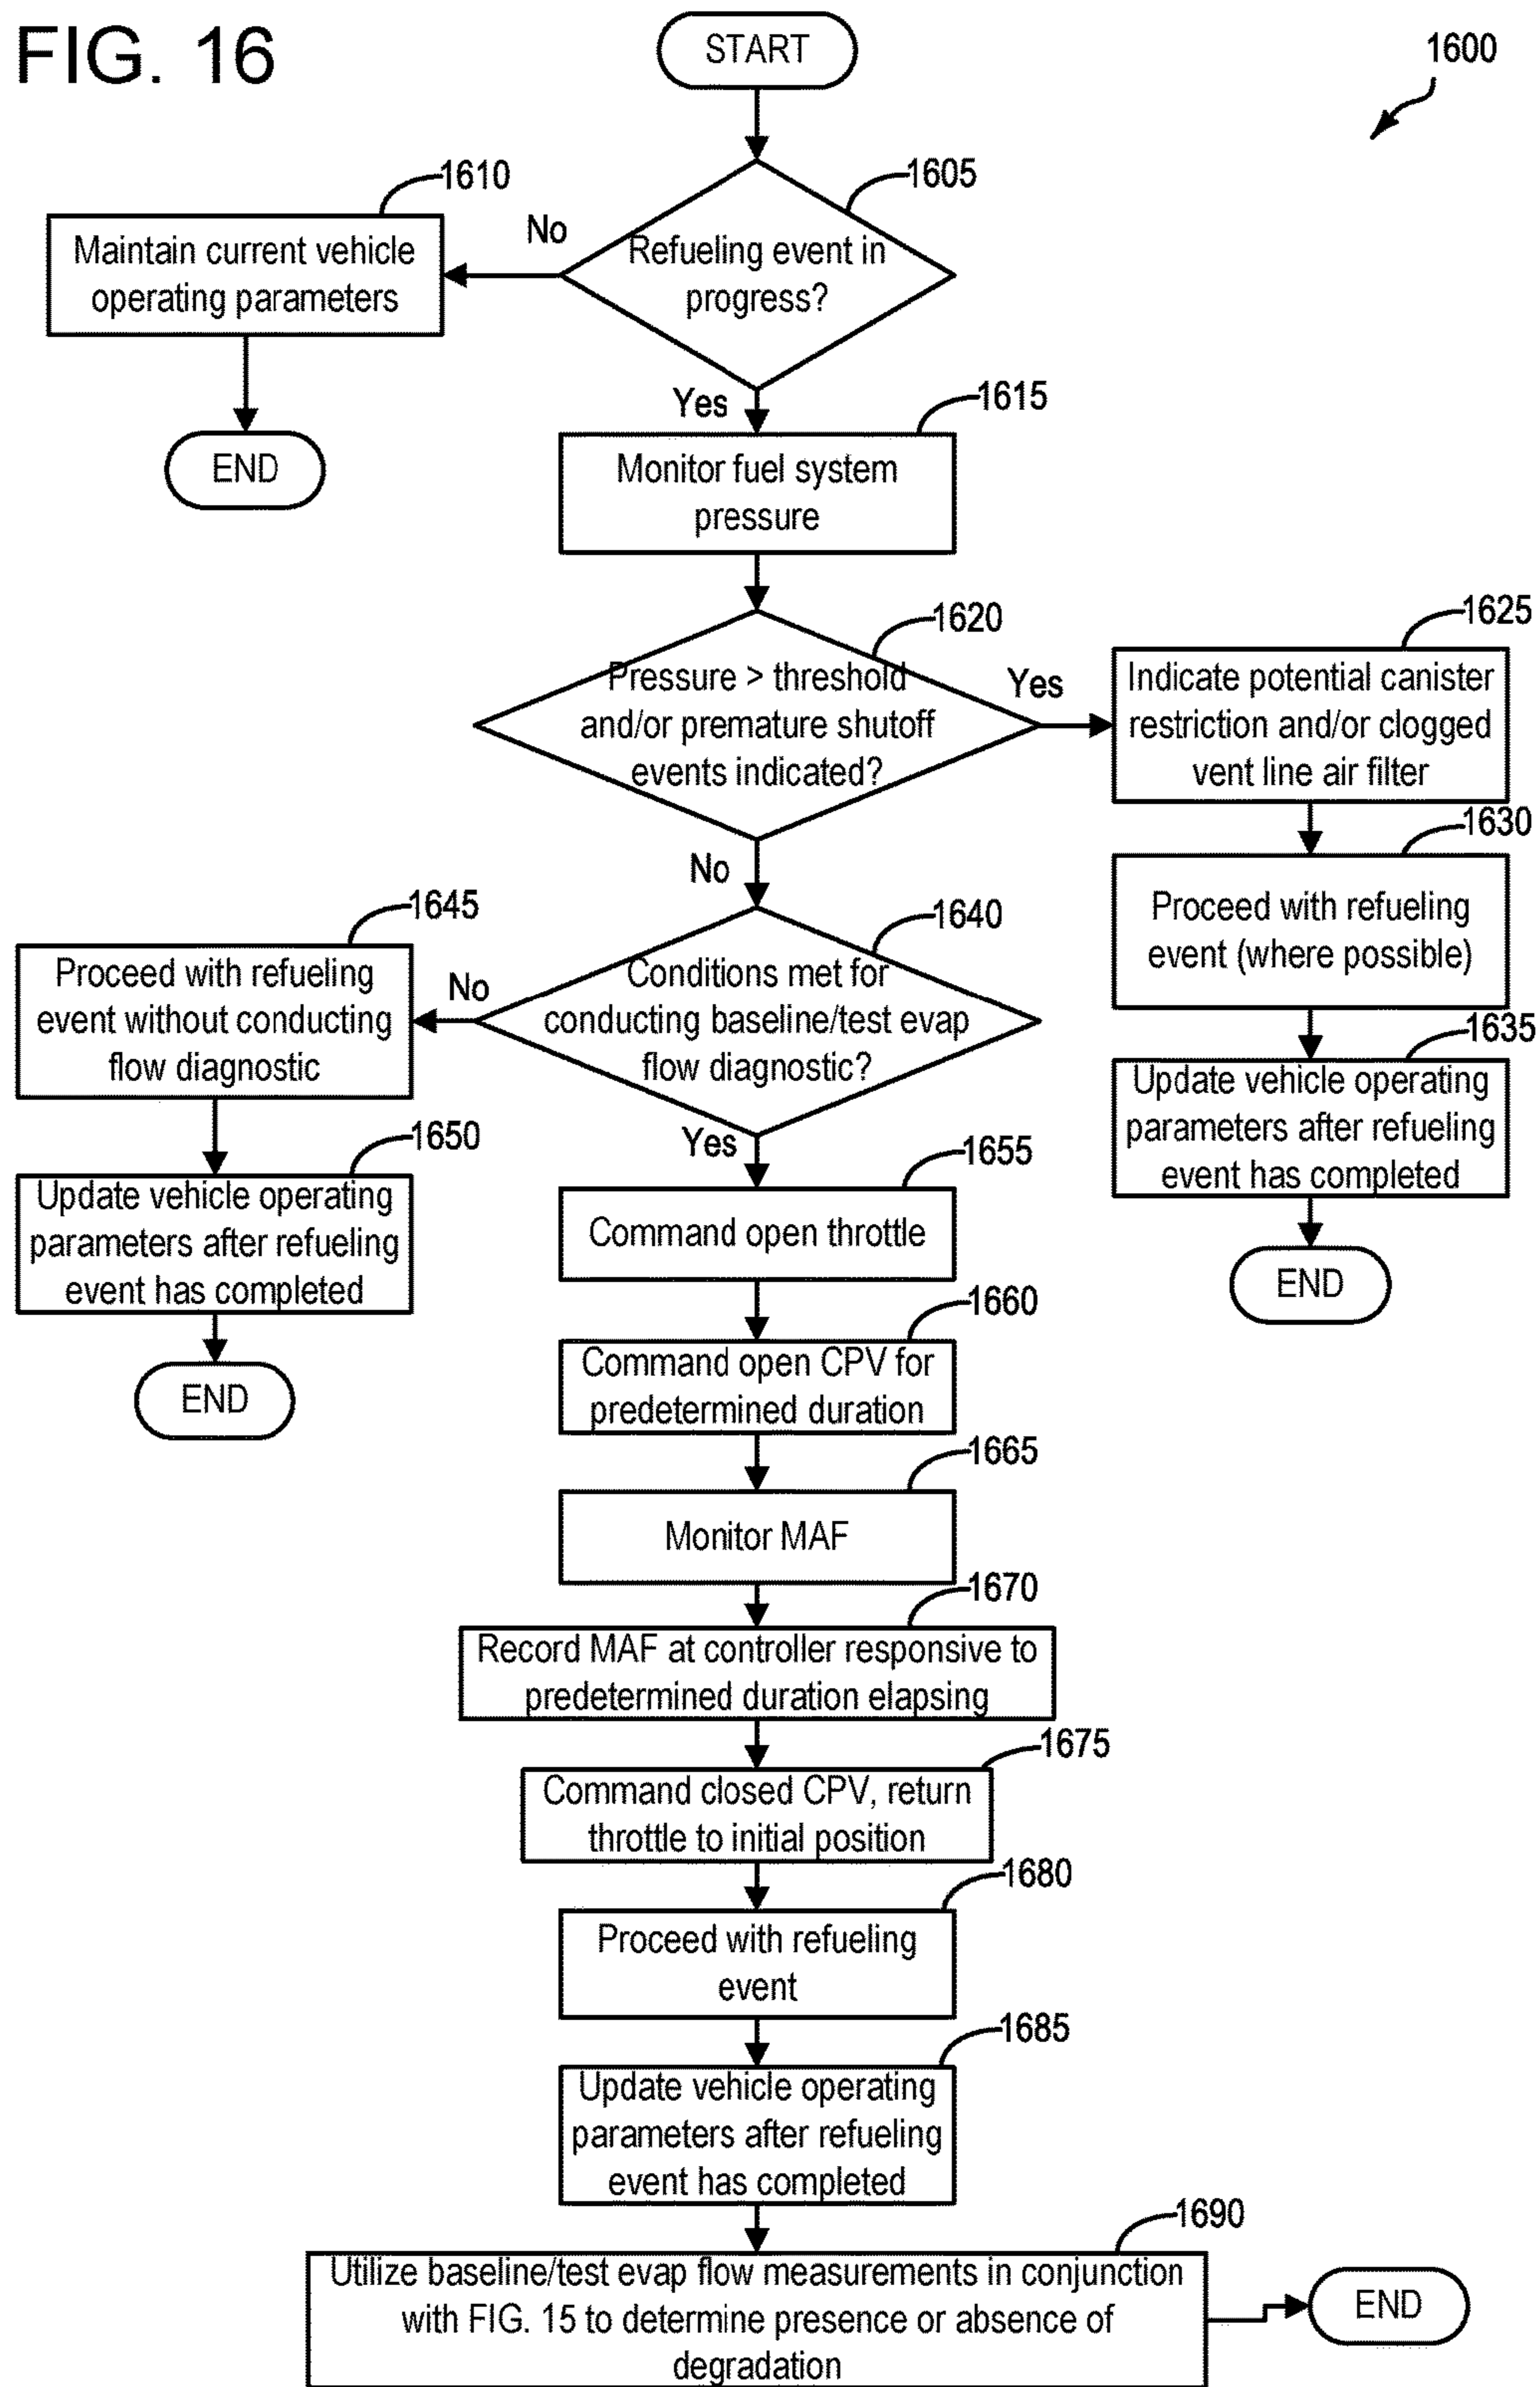 FIG. 16
START
1600
1605
1610
No
Refueling event in
progress?
Maintain current vehicle
operating parameters
END
Yes
1615
Monitor fuel system
pressure
1620
Pressure > threshold
and/or premature shutoff
events indicated?
Yes
1625
Indicate potential canister
restriction and/or clogged
vent line air filter
1630
Proceed with refueling
event (where possible)
1635
Update vehicle operating
parameters after refueling
event has completed
END
No
1640
Conditions met for
conducting baseline/test evap
flow diagnostic?
No
1645
Proceed with refueling
event without conducting
flow diagnostic
1650
Update vehicle operating
parameters after refueling
event has completed
END
Yes
1655
Command open throttle
1660
Command open CPV for
predetermined duration
1665
Monitor MAF
1670
Record MAF at controller responsive to
predetermined duration elapsing
1675
Command closed CPV, return
throttle to initial position
1680
Proceed with refueling
event
1685
Update vehicle operating
parameters after refueling
event has completed
1690
Utilize baseline/test evap flow measurements in conjunction
with FIG. 15 to determine presence or absence of
degradation
END